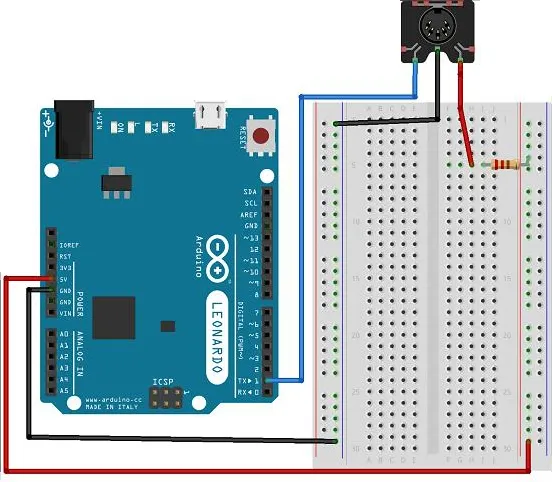 +VIN
ON
L
TX
RX
RESET
SDA
SCL
AREF
GND
~13
12
~11
~10
~9
8
IOREF
RST
3V3
5V
GND
GND
VIN
POWER
Arduino
LEONARDO
DIGITAL (PWM~)
7
~6
~5
4
~3
2
TX▶ 1
RX◀ 0
A0
A1
A2
A3
A4
A5
ANALOG IN
ICSP
1
www.arduino.cc
MADE IN ITALY
A B C D E
F G H I J
1
5
10
15
20
25
30
A B C D E
F G H I J